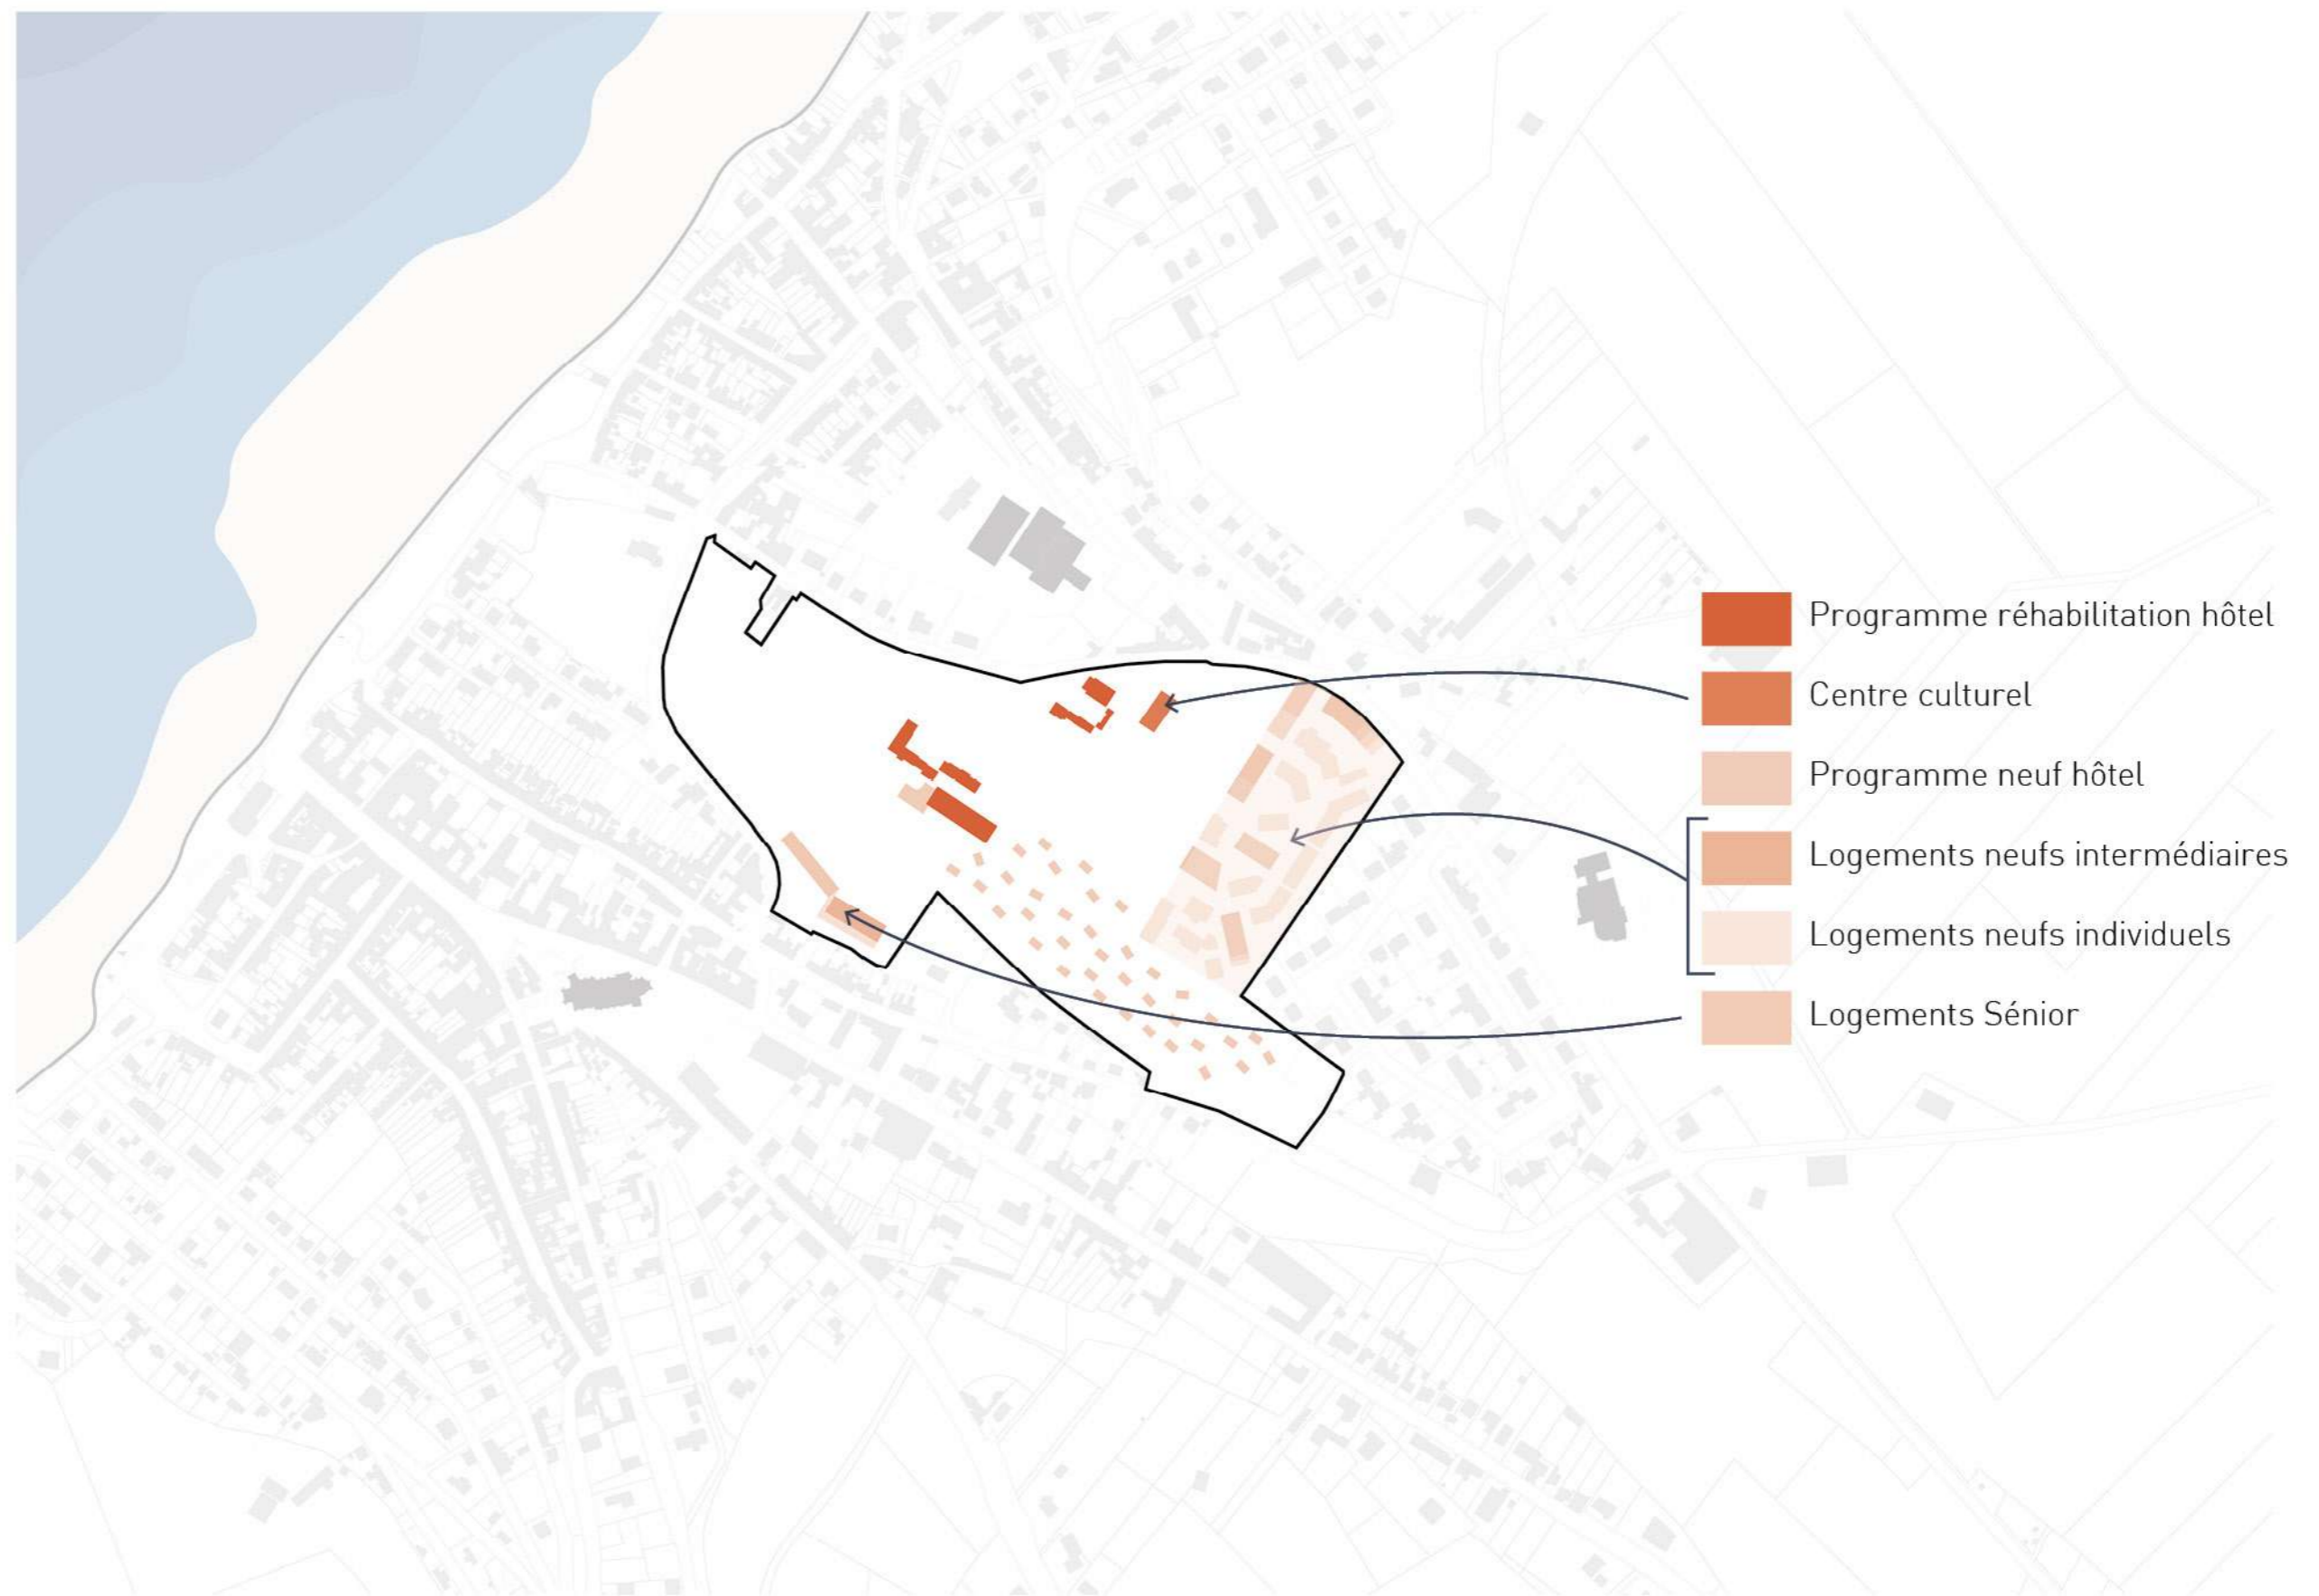 Programme réhabilitation hôtel
Centre culturel
Programme neuf hôtel
Logements neufs intermédiaires
Logements neufs individuels
Logements Sénior